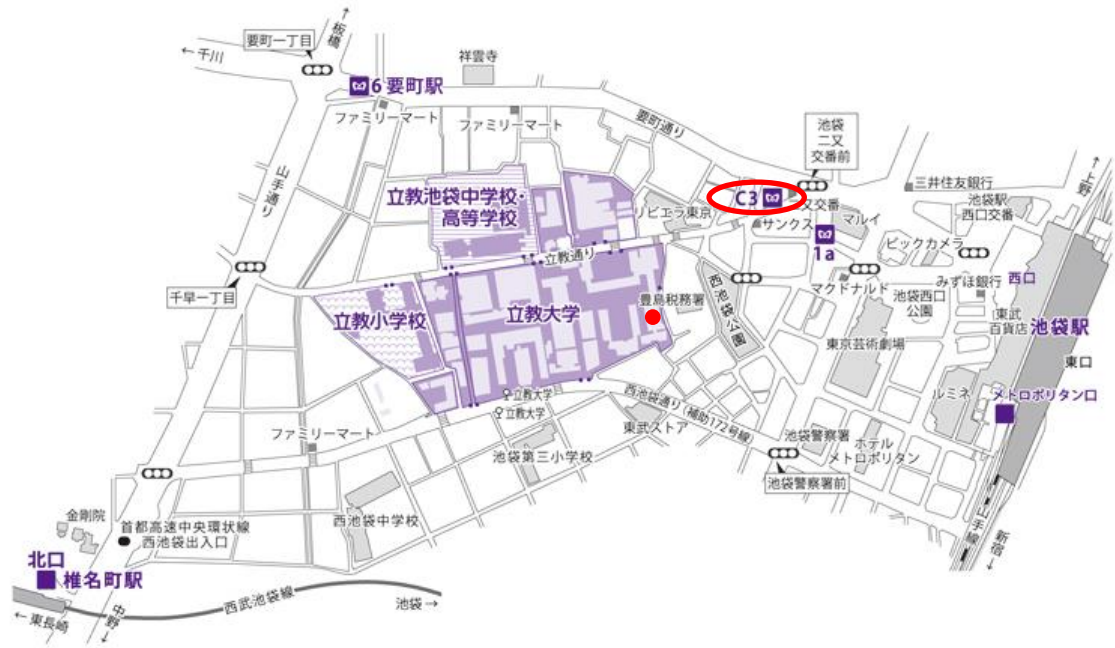 要町一丁目
↑板橋
← 千川
6 要町駅
祥雲寺
ファミリーマート
ファミリーマート
要町通り
池袋
二又
交番前
↑上野
山手通り
立教池袋中学校・
高等学校
リビエラ東京
C3
又交番
サンクス
マルイ
1a
三井住友銀行
池袋駅
西口交番
ビックカメラ
立教通り
千早一丁目
立教小学校
立教大学
豊島税務署
西池袋公園
マクドナルド
みずほ銀行
西口
池袋西口
公園
東武
百貨店
池袋駅
東京芸術劇場
東口
ルミネ
メトロポリタン口
立教大学
立教大学
西池袋通り（補助172号線）
東武ストア
池袋警察署
ホテル
メトロポリタン
ファミリーマート
池袋第三小学校
池袋警察署前
西池袋中学校
山手線
新宿→
金剛院
首都高速中央環状線
西池袋出入口
北口
椎名町駅
← 東長崎
中野→
西武池袋線
池袋 →